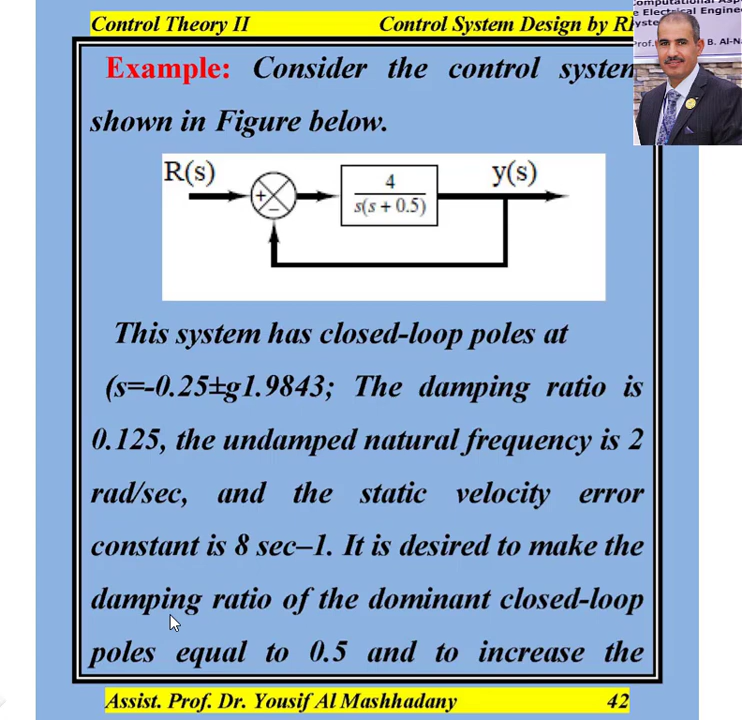 Computational Asp
e Electrical Engine
yste
Prof. B. Al-N
Control Theory II Control System Design by R
Example: Consider the control system
shown in Figure below.
R(s) y(s)
+
−
4
s(s + 0.5)
This system has closed-loop poles at
(s=-0.25±g1.9843; The damping ratio is
0.125, the undamped natural frequency is 2
rad/sec, and the static velocity error
constant is 8 sec–1. It is desired to make the
damping ratio of the dominant closed-loop
poles equal to 0.5 and to increase the
Assist. Prof. Dr. Yousif Al Mashhadany 42